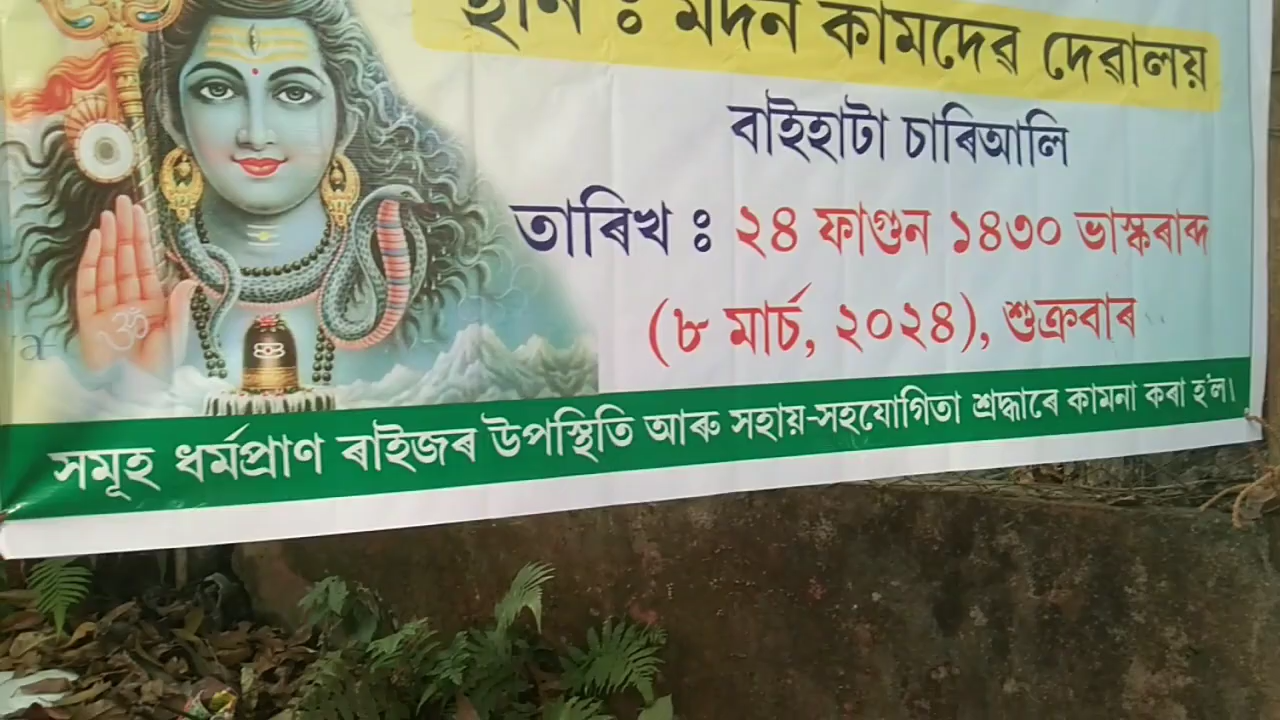 স্থান ঃ মদন কামদেৱ দেৱালয়
বাইহাটা চাৰিআলি
তাৰিখ ঃ ২৪ ফাগুন ১৪৩০ ভাস্কৰাব্দ
(৮ মাৰ্চ, ২০২৪), শুক্ৰবাৰ
সমূহ ধৰ্মপ্ৰাণ ৰাইজৰ উপস্থিতি আৰু সহায়-সহযোগিতা শ্ৰদ্ধাৰে কামনা কৰা হ'ল।